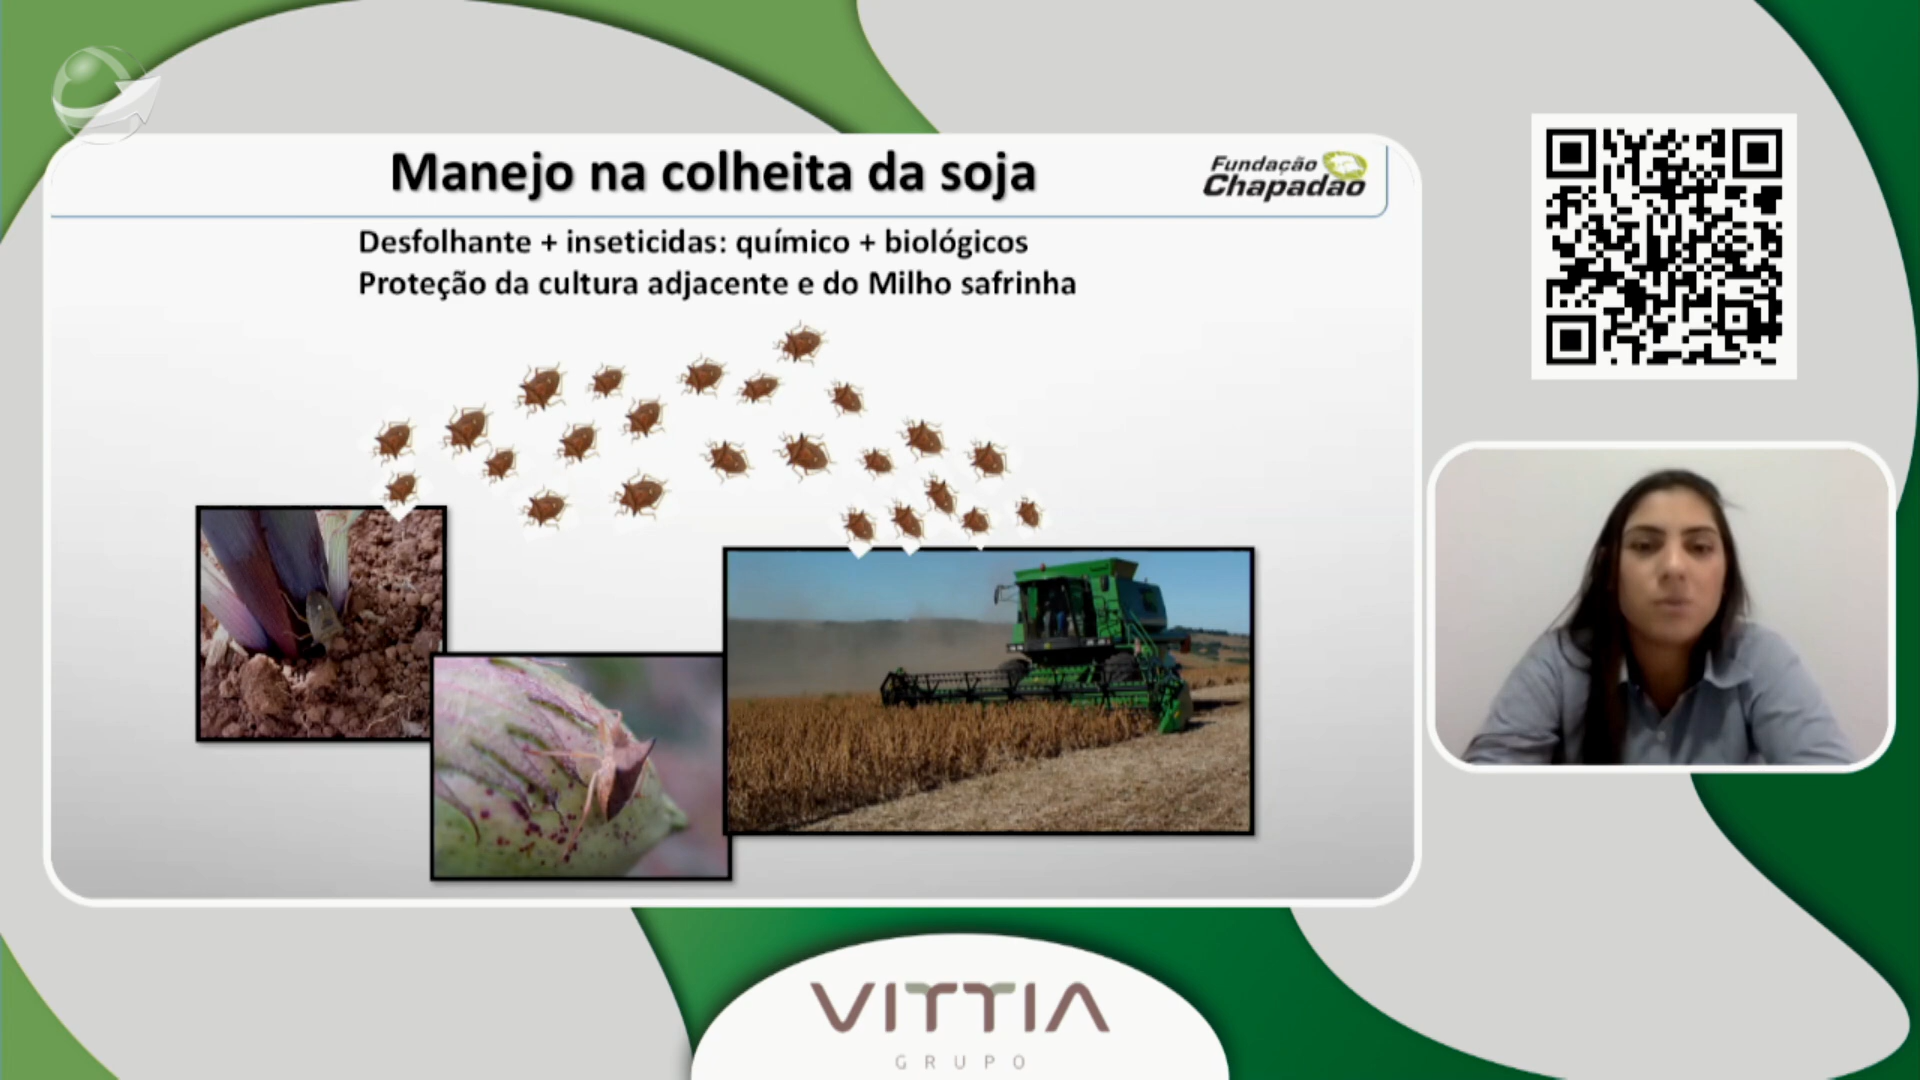 Manejo na colheita da soja
Fundação
Chapadão
Desfolhante + inseticidas: químico + biológicos
Proteção da cultura adjacente e do Milho safrinha
VITTIA
GRUPO